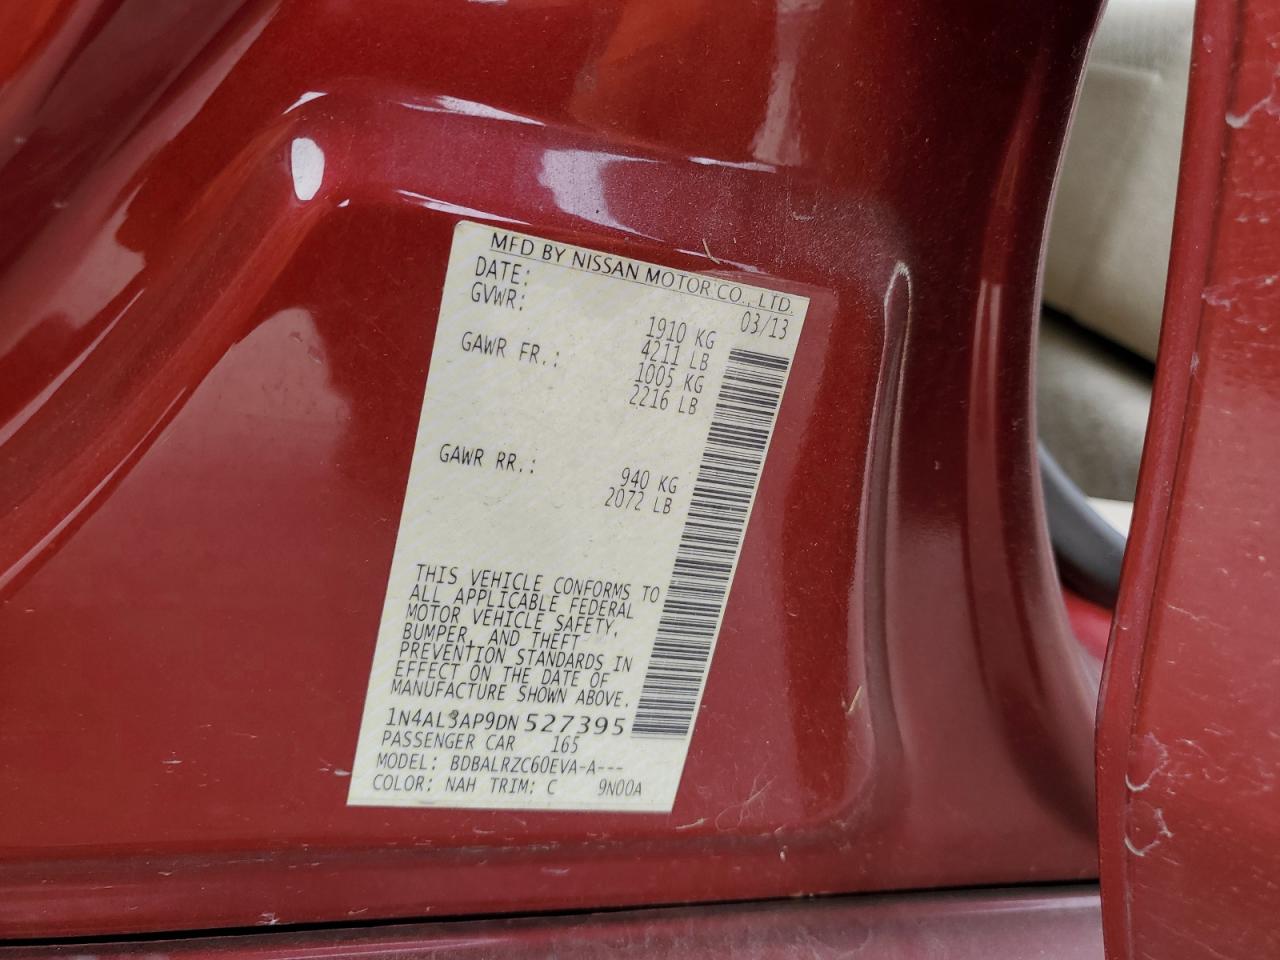 MFD BY NISSAN MOTOR CO., LTD.
DATE: 03/13
GVWR: 1910 KG
4211 LB
GAWR FR.: 1005 KG
2216 LB
GAWR RR.: 940 KG
2072 LB
THIS VEHICLE CONFORMS TO
ALL APPLICABLE FEDERAL
MOTOR VEHICLE SAFETY,
BUMPER, AND THEFT
PREVENTION STANDARDS IN
EFFECT ON THE DATE OF
MANUFACTURE SHOWN ABOVE.
1N4AL3AP9DN527395
PASSENGER CAR 165
MODEL: BDBALRZC60EVA-A---
COLOR: NAH TRIM: C 9N00A